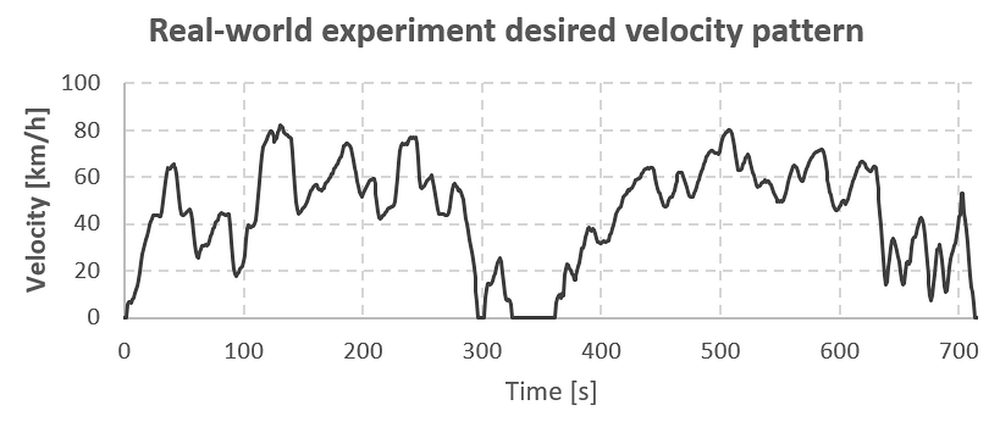 Real-world experiment desired velocity pattern
Velocity [km/h]
100
80
60
40
20
0
0 100 200 300 400 500 600 700
Time [s]